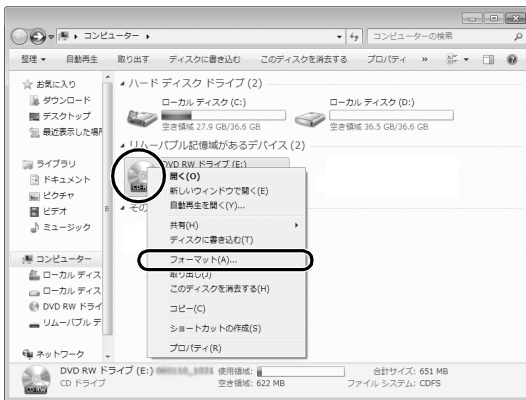 コンピューター
コンピューターの検索
整理 自動再生 取り出す ディスクに書き込む このディスクを消去する プロパティ »
お気に入り
ダウンロード
デスクトップ
最近表示した場所
ライブラリ
ドキュメント
ピクチャ
ビデオ
ミュージック
コンピューター
ローカル ディス
ローカル ディス
DVD RW ドライ
リムーバブル デ
ネットワーク
ハード ディスク ドライブ (2)
ローカル ディスク (C:)
空き領域 27.9 GB/36.6 GB
ローカル ディスク (D:)
空き領域 36.5 GB/36.6 GB
リムーバブル記憶域があるデバイス (2)
DVD RW ドライブ (E:)
CD-RW
その
開く(O)
新しいウィンドウで開く(E)
自動再生を開く(Y)...
共有(H)
ディスクに書き込む(T)
フォーマット(A)...
取り出し(J)
このディスクを消去する(H)
コピー(C)
ショートカットの作成(S)
プロパティ(R)
DVD RW ドライブ (E:) 使用領域: 合計サイズ: 651 MB
CD ドライブ 空き領域: 622 MB ファイル システム: CDFS
CD-RW